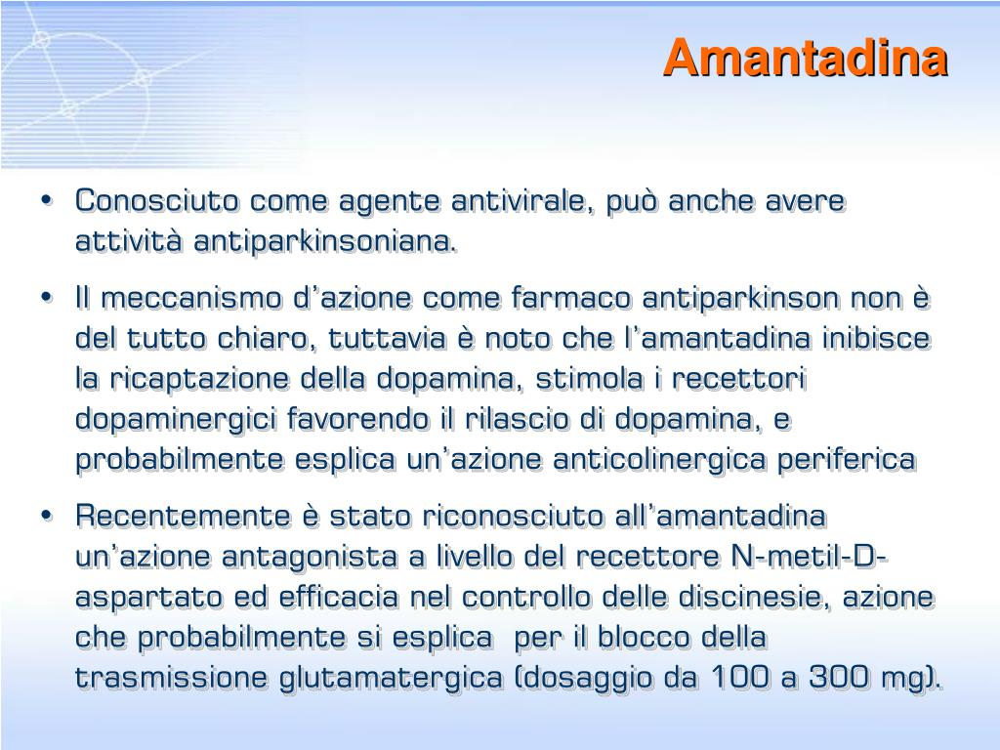 Amantadina
• Conosciuto come agente antivirale, può anche avere
attività antiparkinsoniana.
• Il meccanismo d’azione come farmaco antiparkinson non è
del tutto chiaro, tuttavia è noto che l’amantadina inibisce
la ricaptazione della dopamina, stimola i recettori
dopaminergici favorendo il rilascio di dopamina, e
probabilmente esplica un’azione anticolinergica periferica
• Recentemente è stato riconosciuto all’amantadina
un’azione antagonista a livello del recettore N-metil-D-
aspartato ed efficacia nel controllo delle discinesie, azione
che probabilmente si esplica  per il blocco della
trasmissione glutamatergica (dosaggio da 100 a 300 mg).